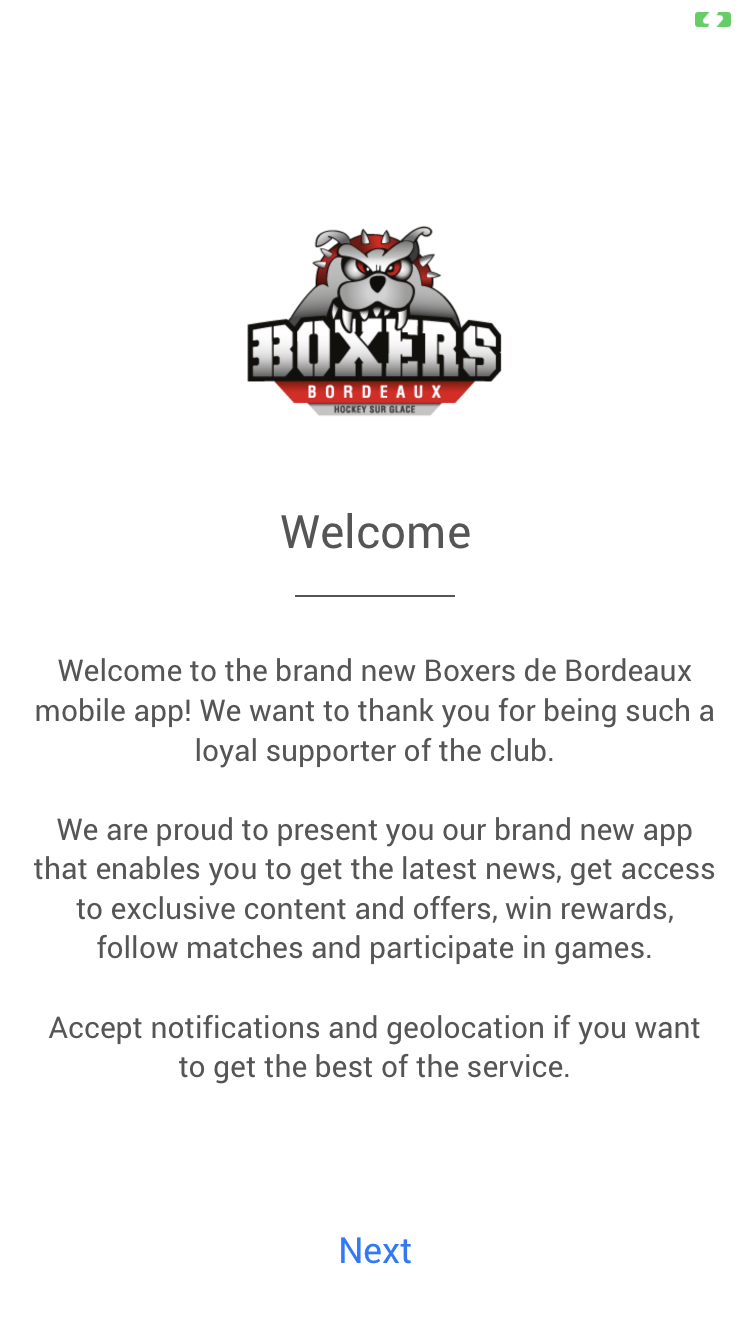 BOXERS
BORDEAUX
HOCKEY SUR GLACE
Welcome
Welcome to the brand new Boxers de Bordeaux
mobile app! We want to thank you for being such a
loyal supporter of the club.
We are proud to present you our brand new app
that enables you to get the latest news, get access
to exclusive content and offers, win rewards,
follow matches and participate in games.
Accept notifications and geolocation if you want
to get the best of the service.
Next